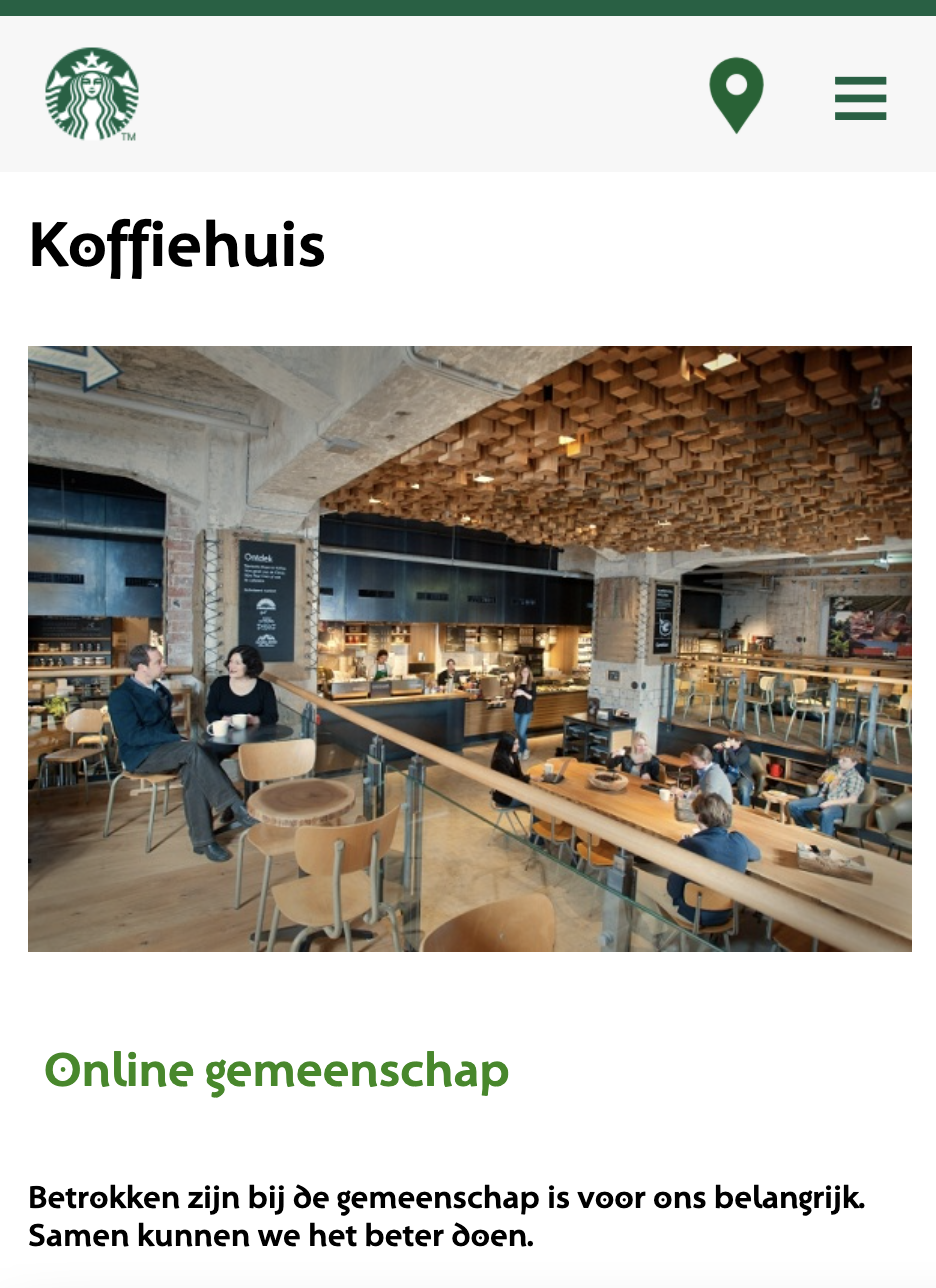 TM
Koffiehuis
Ontdek
Online gemeenschap
Betrokken zijn bij de gemeenschap is voor ons belangrijk.
Samen kunnen we het beter doen.